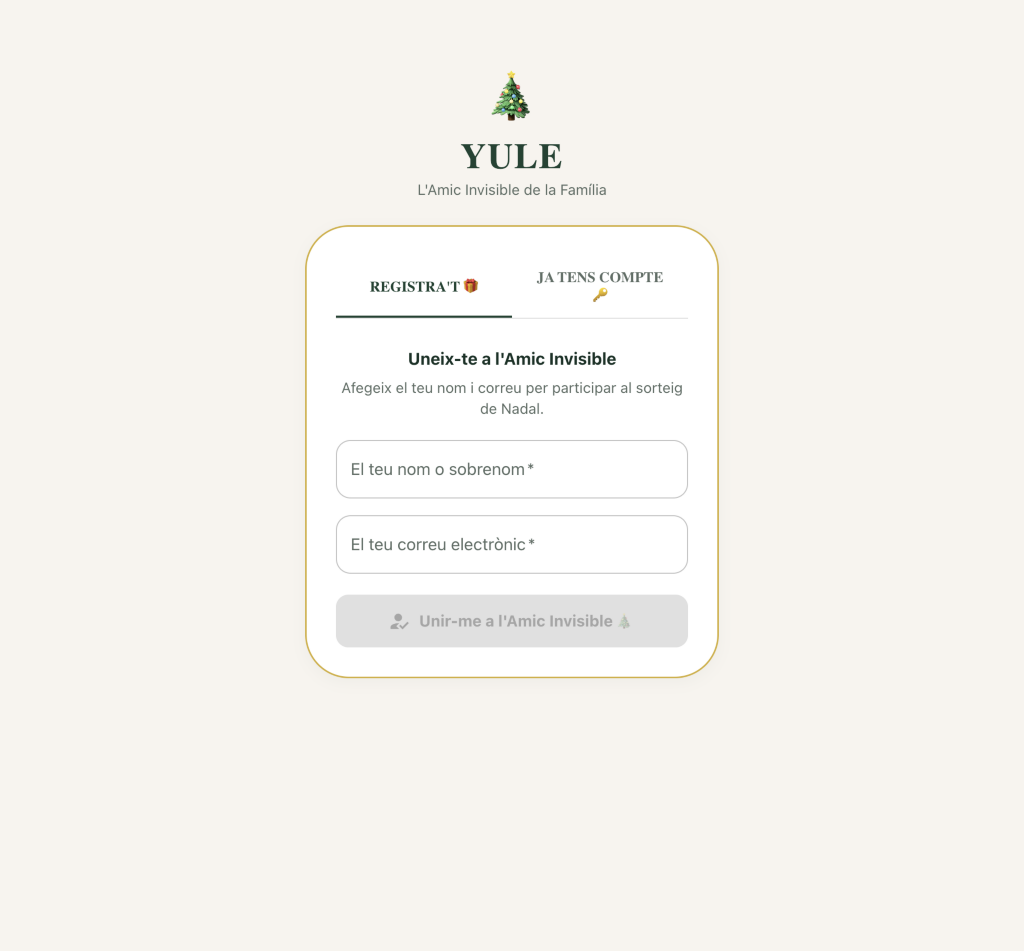 YULE
L'Amic Invisible de la Família
REGISTRA'T 🎁
JA TENS COMPTE
🔑
Uneix-te a l'Amic Invisible
Afegeix el teu nom i correu per participar al sorteig
de Nadal.
El teu nom o sobrenom *
El teu correu electrònic *
Unir-me a l'Amic Invisible 🎄